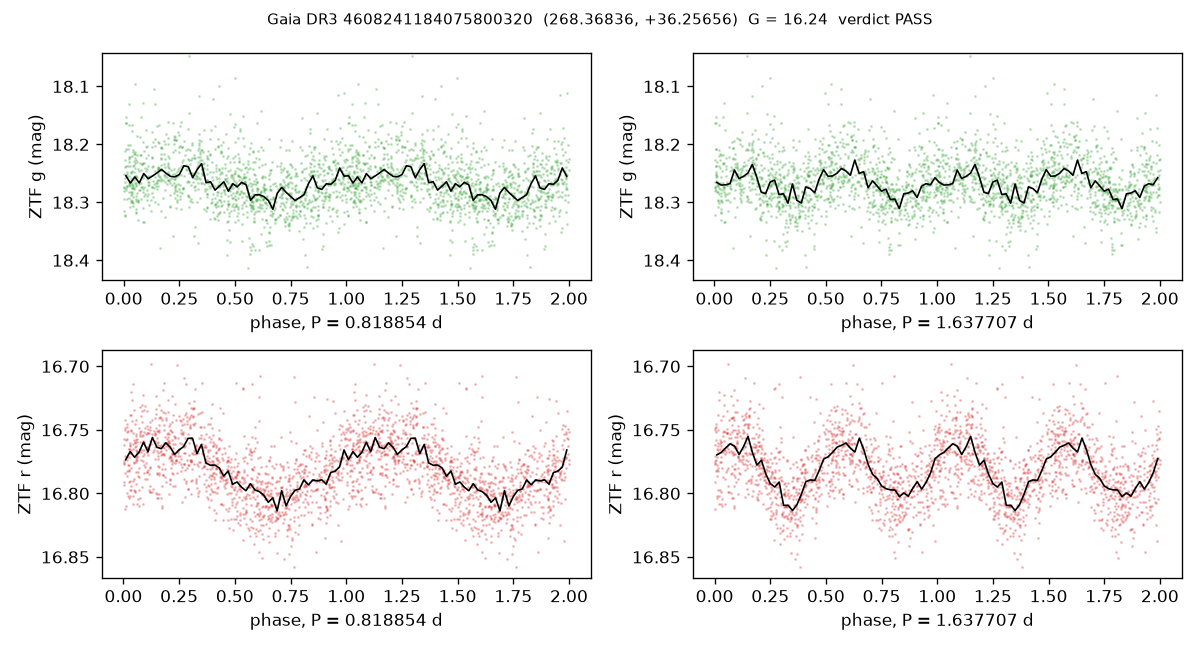 Gaia DR3 4608241184075800320 (268.36836, +36.25656) G = 16.24 verdict PASS
ZTF g (mag)
18.1
18.2
18.3
18.4
0.00 0.25 0.50 0.75 1.00 1.25 1.50 1.75 2.00
phase, P = 0.818854 d
ZTF g (mag)
18.1
18.2
18.3
18.4
0.00 0.25 0.50 0.75 1.00 1.25 1.50 1.75 2.00
phase, P = 1.637707 d
ZTF r (mag)
16.70
16.75
16.80
16.85
0.00 0.25 0.50 0.75 1.00 1.25 1.50 1.75 2.00
phase, P = 0.818854 d
ZTF r (mag)
16.70
16.75
16.80
16.85
0.00 0.25 0.50 0.75 1.00 1.25 1.50 1.75 2.00
phase, P = 1.637707 d